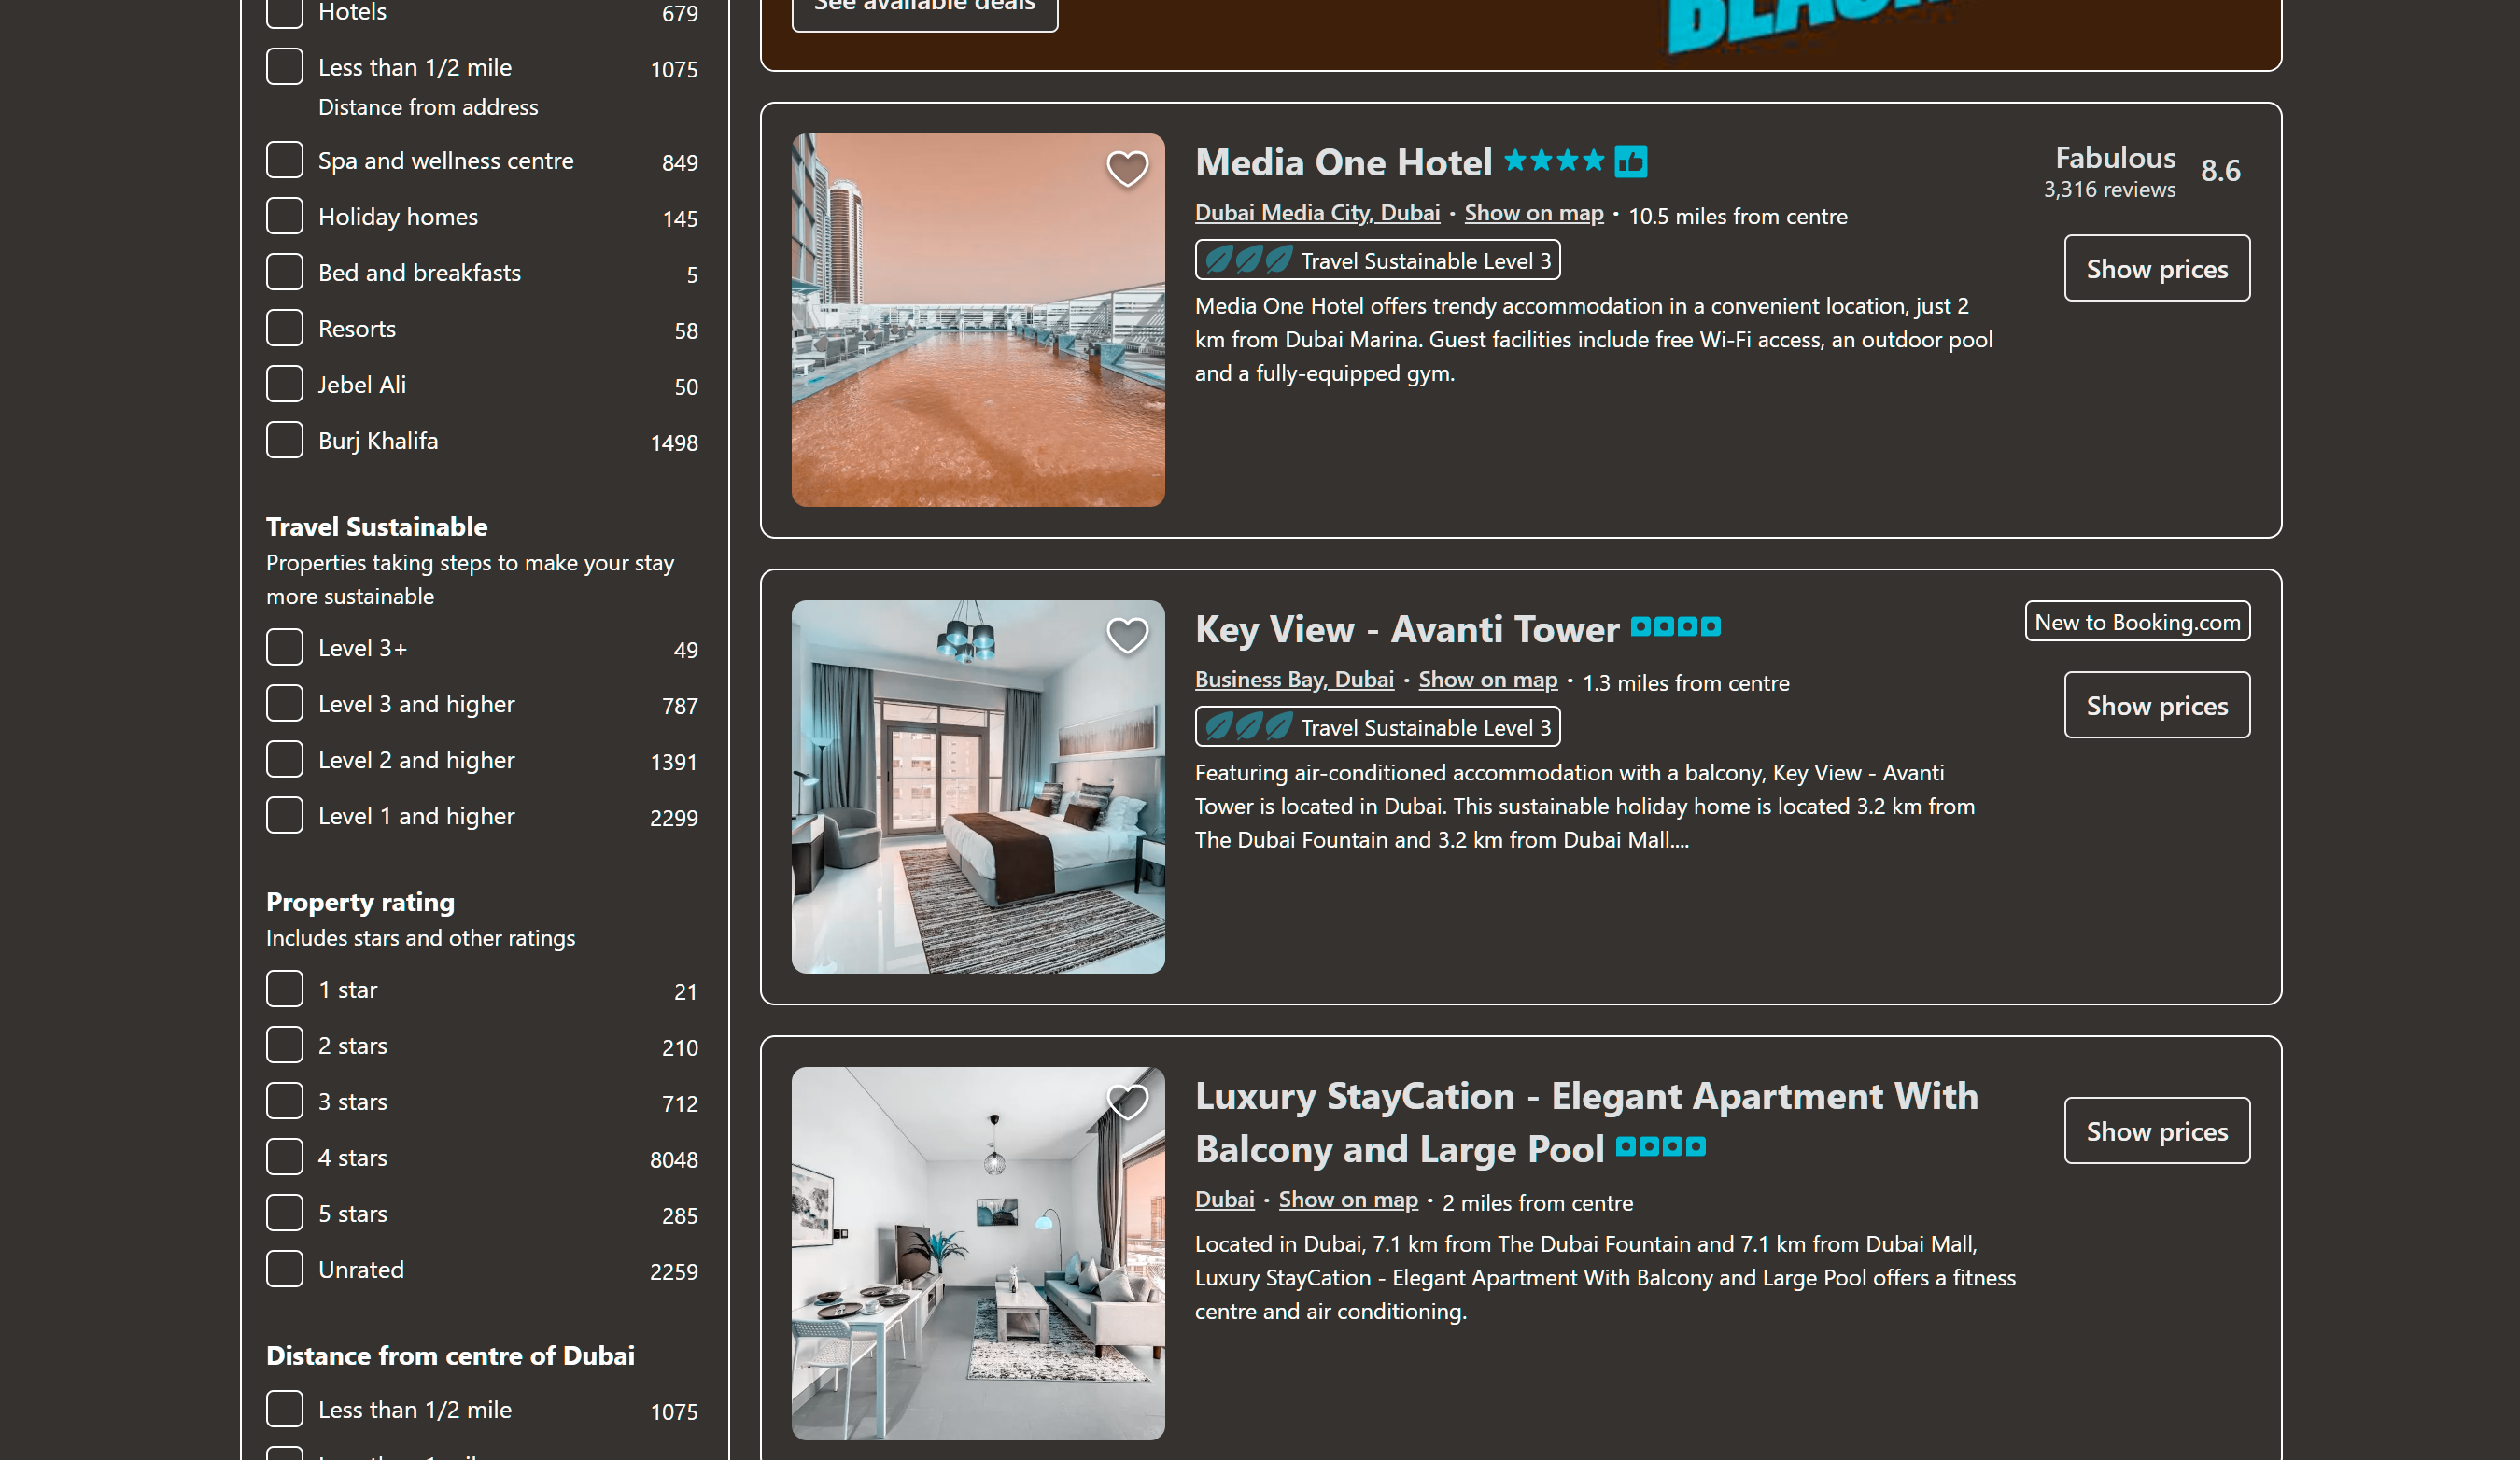 Hotels 679
Less than 1/2 mile 1075
Distance from address
Spa and wellness centre 849
Holiday homes 145
Bed and breakfasts 5
Resorts 58
Jebel Ali 50
Burj Khalifa 1498
Travel Sustainable
Properties taking steps to make your stay
more sustainable
Level 3+ 49
Level 3 and higher 787
Level 2 and higher 1391
Level 1 and higher 2299
Property rating
Includes stars and other ratings
1 star 21
2 stars 210
3 stars 712
4 stars 8048
5 stars 285
Unrated 2259
Distance from centre of Dubai
Less than 1/2 mile 1075
See available deals
Media One Hotel
Fabulous 8.6
3,316 reviews
Dubai Media City, Dubai · Show on map · 10.5 miles from centre
Travel Sustainable Level 3
Show prices
Media One Hotel offers trendy accommodation in a convenient location, just 2
km from Dubai Marina. Guest facilities include free Wi-Fi access, an outdoor pool
and a fully-equipped gym.
Key View - Avanti Tower
New to Booking.com
Business Bay, Dubai · Show on map · 1.3 miles from centre
Travel Sustainable Level 3
Show prices
Featuring air-conditioned accommodation with a balcony, Key View - Avanti
Tower is located in Dubai. This sustainable holiday home is located 3.2 km from
The Dubai Fountain and 3.2 km from Dubai Mall....
Luxury StayCation - Elegant Apartment With
Balcony and Large Pool
Show prices
Dubai · Show on map · 2 miles from centre
Located in Dubai, 7.1 km from The Dubai Fountain and 7.1 km from Dubai Mall,
Luxury StayCation - Elegant Apartment With Balcony and Large Pool offers a fitness
centre and air conditioning.